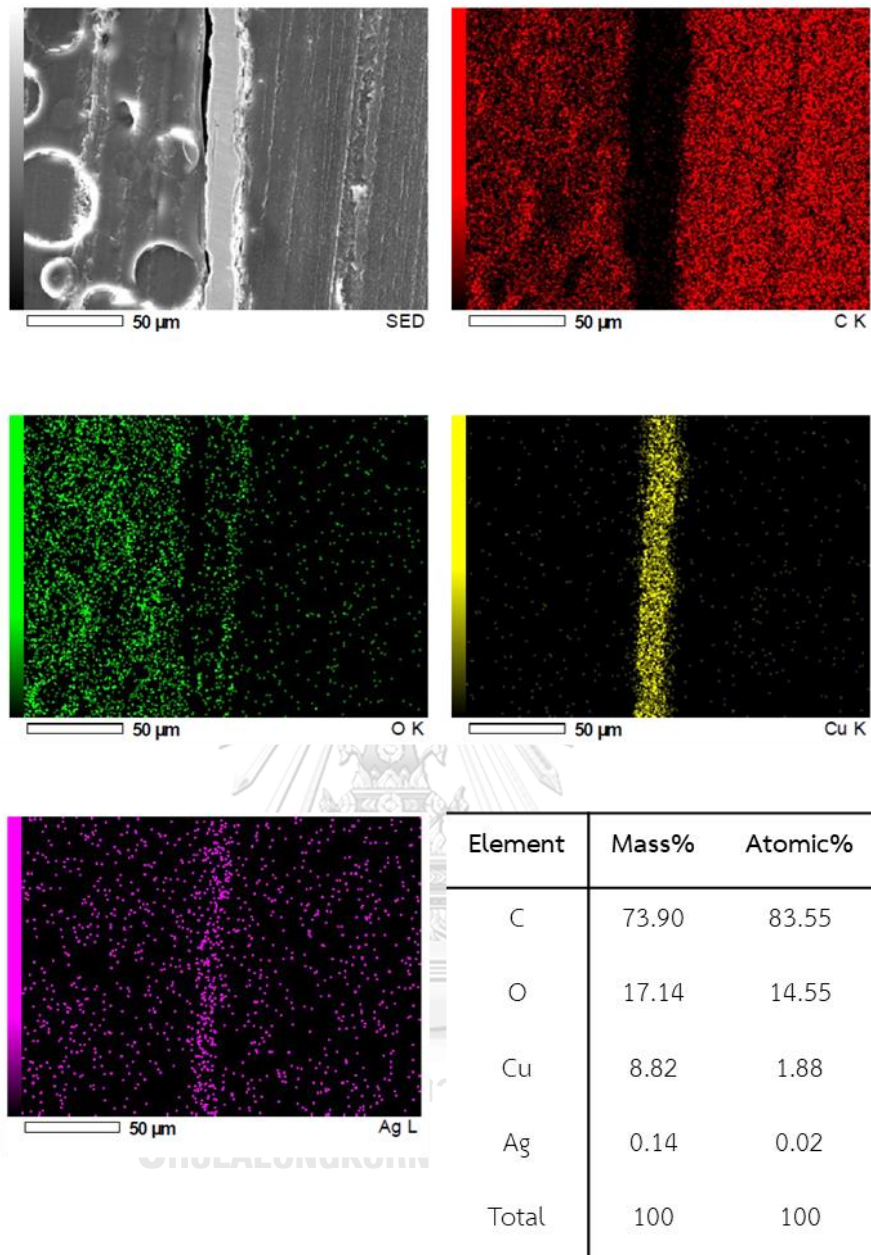 50 µm SED
50 µm C K
50 µm O K
50 µm Cu K
50 µm Ag L
Element Mass% Atomic%
C 73.90 83.55
O 17.14 14.55
Cu 8.82 1.88
Ag 0.14 0.02
Total 100 100